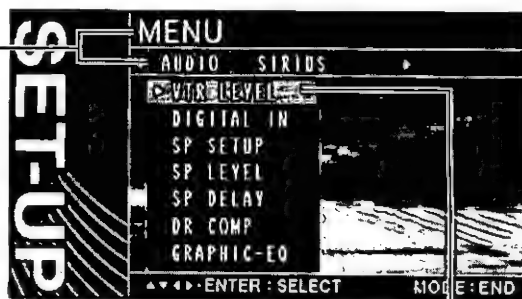 SET-UP
MENU
AUDIO SIRIUS
VTR LEVEL
DIGITAL IN
SP SETUP
SP LEVEL
SP DELAY
DR COMP
GRAPHIC-EQ
▲▼◀▶·ENTER : SELECT MODE : END